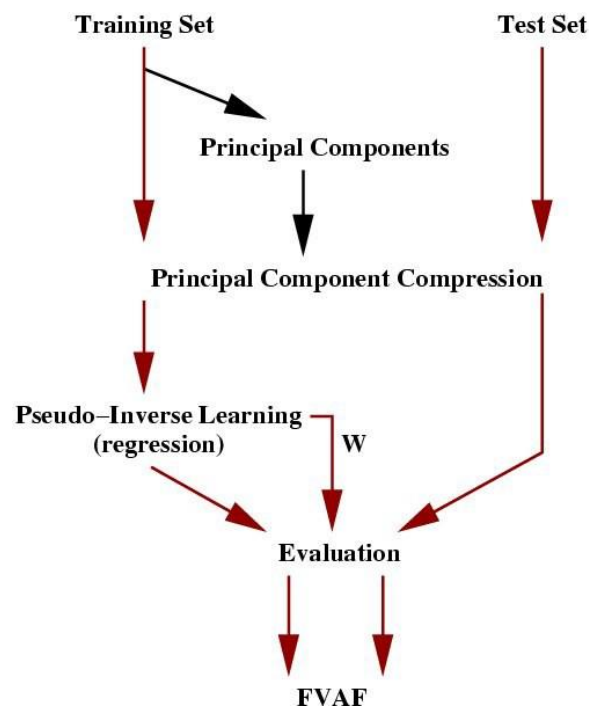 Training Set
Test Set
Principal Components
Principal Component Compression
Pseudo–Inverse Learning
(regression)
W
Evaluation
FVAF